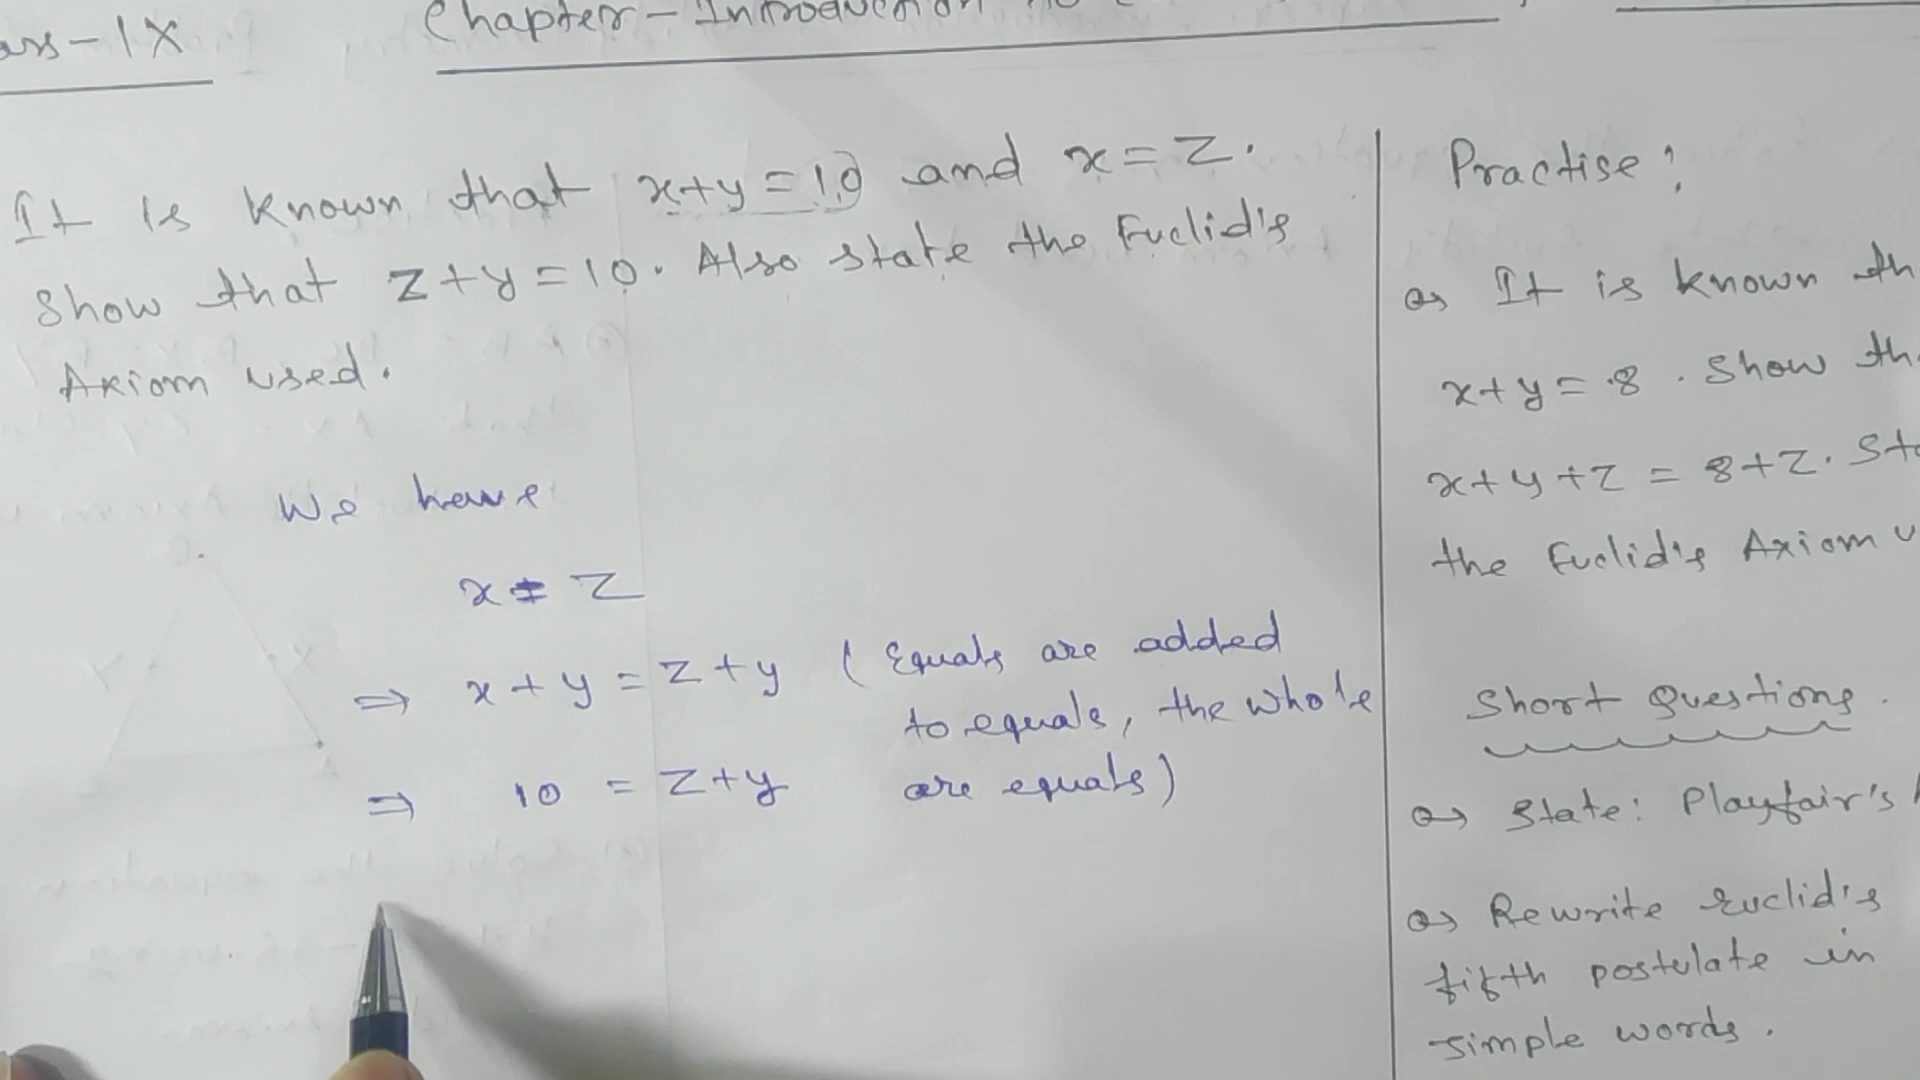 IX
Chapter - Introduction
It is known that x+y=10 and x=z.
Show that z+y=10. Also state the Euclid's
Axiom used.
We have
x = z
⇒ x+y = z+y (Equals are added
to equals, the whole
are equals)
⇒ 10 = z+y
Practise:
Q) It is known th
x+y=8. Show th
x+y+z = 8+z. St
the Euclid's Axiom u
Short Questions.
Q) State: Playfair's
Q) Rewrite Euclid's
fifth postulate in
simple words.